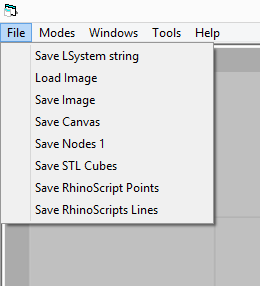 File Modes Windows Tools Help
Save LSystem string
Load Image
Save Image
Save Canvas
Save Nodes 1
Save STL Cubes
Save RhinoScript Points
Save RhinoScripts Lines